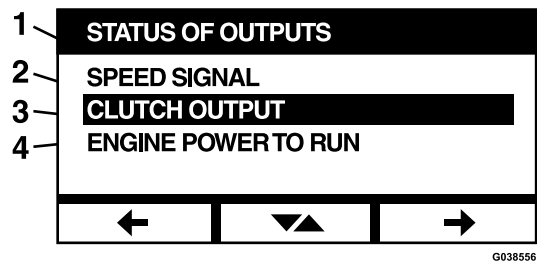 1 STATUS OF OUTPUTS
2 SPEED SIGNAL
3 CLUTCH OUTPUT
4 ENGINE POWER TO RUN
G038556